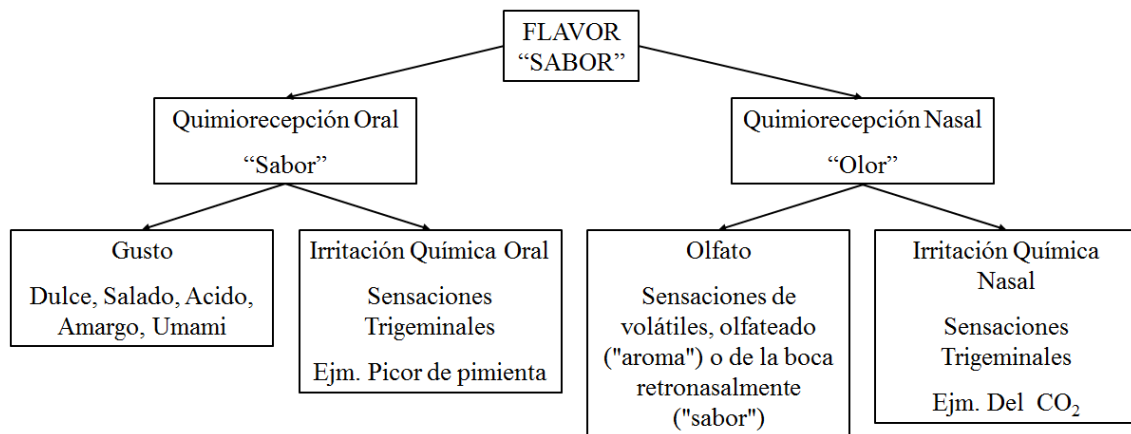 FLAVOR
“SABOR”
Quimiorecepción Oral
“Sabor”
Quimiorecepción Nasal
“Olor”
Gusto
Dulce, Salado, Acido,
Amargo, Umami
Irritación Química Oral
Sensaciones
Trigeminales
Ejm. Picor de pimienta
Olfato
Sensaciones de
volátiles, olfateado
("aroma") o de la boca
retronasalmente
("sabor")
Irritación Química
Nasal
Sensaciones
Trigeminales
Ejm. Del CO₂